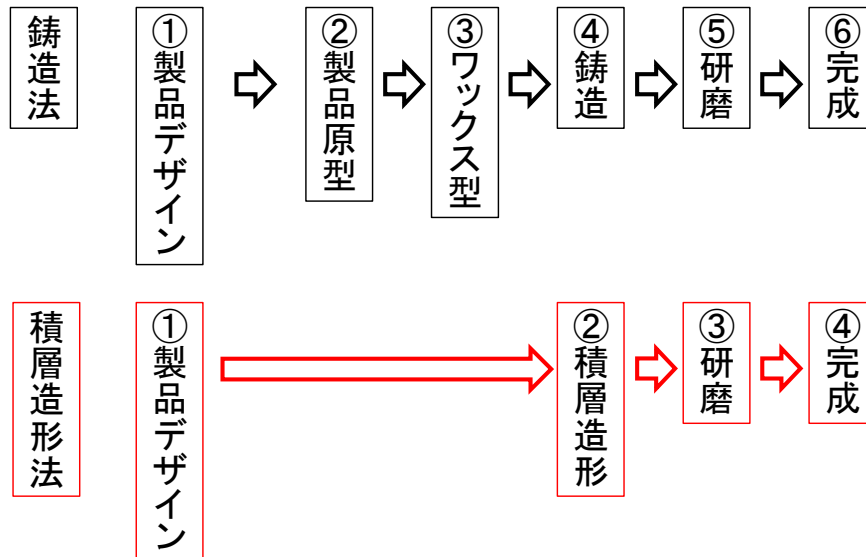 鋳造法
①製品デザイン
②製品原型
③ワックス型
④鋳造
⑤研磨
⑥完成
積層造形法
①製品デザイン
②積層造形
③研磨
④完成